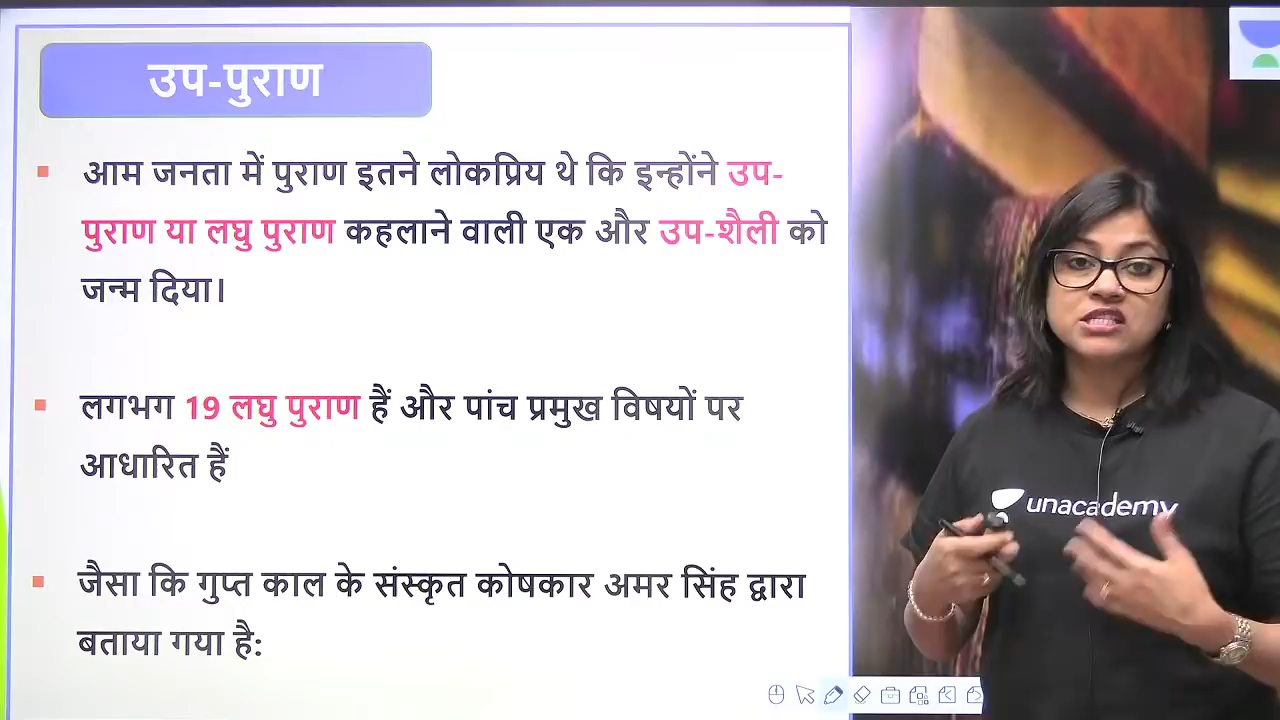 उप-पुराण
आम जनता में पुराण इतने लोकप्रिय थे कि इन्होंने उप-
पुराण या लघु पुराण कहलाने वाली एक और उप-शैली को
जन्म दिया।
लगभग 19 लघु पुराण हैं और पांच प्रमुख विषयों पर
आधारित हैं
जैसा कि गुप्त काल के संस्कृत कोषकार अमर सिंह द्वारा
बताया गया है:
unacademy